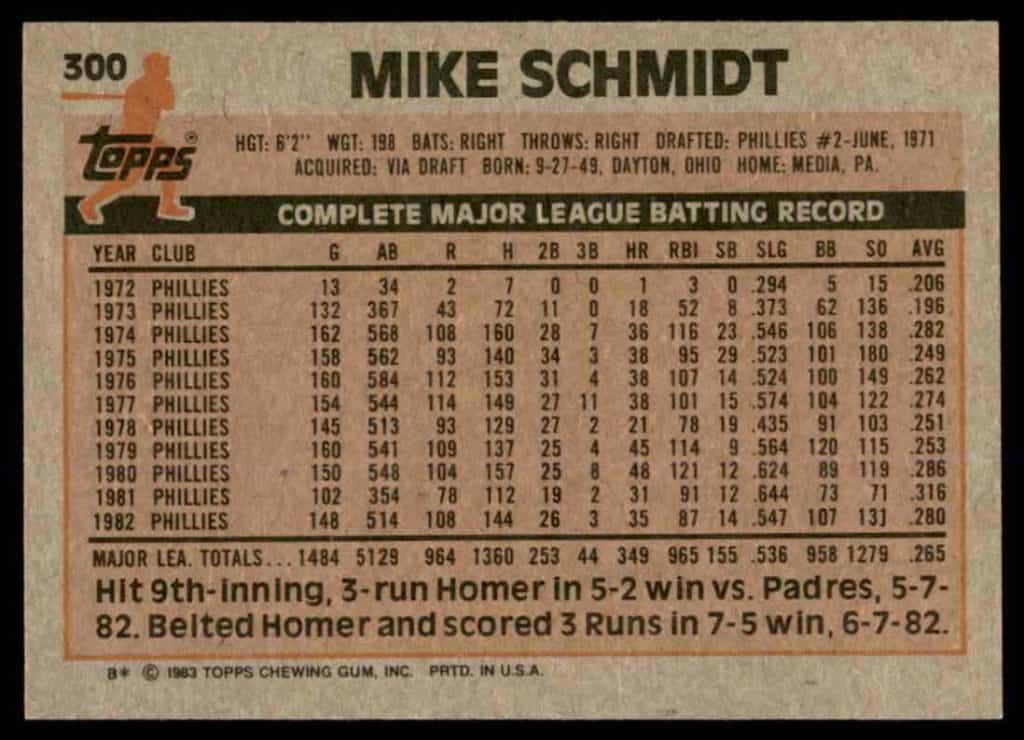 300 MIKE SCHMIDT
topps®
HGT: 6'2" WGT: 198 BATS: RIGHT THROWS: RIGHT DRAFTED: PHILLIES #2-JUNE, 1971
ACQUIRED: VIA DRAFT BORN: 9-27-49, DAYTON, OHIO HOME: MEDIA, PA.
COMPLETE MAJOR LEAGUE BATTING RECORD
YEAR CLUB G AB R H 2B 3B HR RBI SB SLG BB SO AVG
1972 PHILLIES 13 34 2 7 0 0 1 3 0 .294 5 15 .206
1973 PHILLIES 132 367 43 72 11 0 18 52 8 .373 62 136 .196
1974 PHILLIES 162 568 108 160 28 7 36 116 23 .546 106 138 .282
1975 PHILLIES 158 562 93 140 34 3 38 95 29 .523 101 180 .249
1976 PHILLIES 160 584 112 153 31 4 38 107 14 .524 100 149 .262
1977 PHILLIES 154 544 114 149 27 11 38 101 15 .574 104 122 .274
1978 PHILLIES 145 513 93 129 27 2 21 78 19 .435 91 103 .251
1979 PHILLIES 160 541 109 137 25 4 45 114 9 .564 120 115 .253
1980 PHILLIES 150 548 104 157 25 8 48 121 12 .624 89 119 .286
1981 PHILLIES 102 354 78 112 19 2 31 91 12 .644 73 71 .316
1982 PHILLIES 148 514 108 144 26 3 35 87 14 .547 107 131 .280
MAJOR LEA. TOTALS... 1484 5129 964 1360 253 44 349 965 155 .536 958 1279 .265
Hit 9th-inning, 3-run Homer in 5-2 win vs. Padres, 5-7-
82. Belted Homer and scored 3 Runs in 7-5 win, 6-7-82.
B* © 1983 TOPPS CHEWING GUM, INC. PRTD. IN U.S.A.